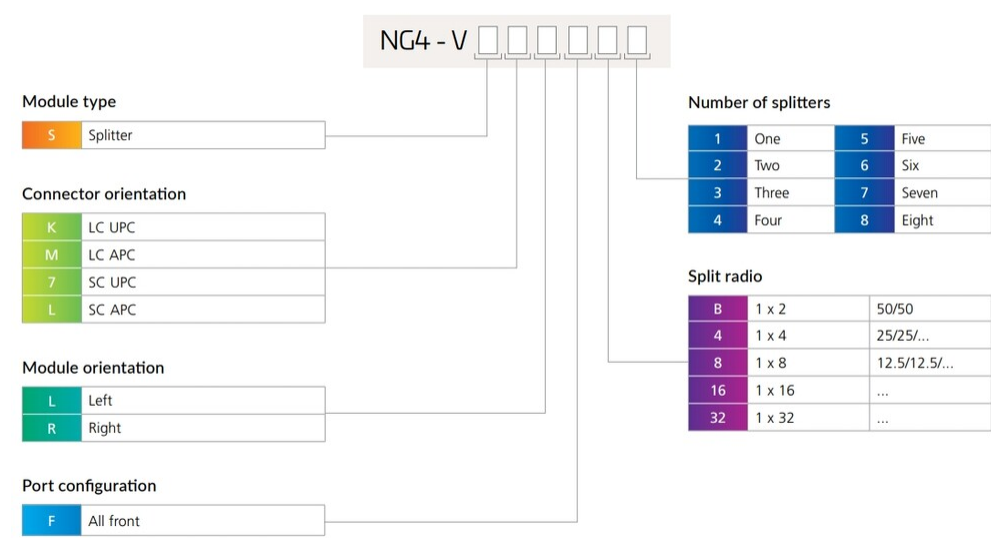 NG4 - V
Module type
S Splitter
Connector orientation
K LC UPC
M LC APC
7 SC UPC
L SC APC
Module orientation
L Left
R Right
Port configuration
F All front
Number of splitters
1 One 5 Five
2 Two 6 Six
3 Three 7 Seven
4 Four 8 Eight
Split radio
B 1 x 2 50/50
4 1 x 4 25/25/...
8 1 x 8 12.5/12.5/...
16 1 x 16 ...
32 1 x 32 ...